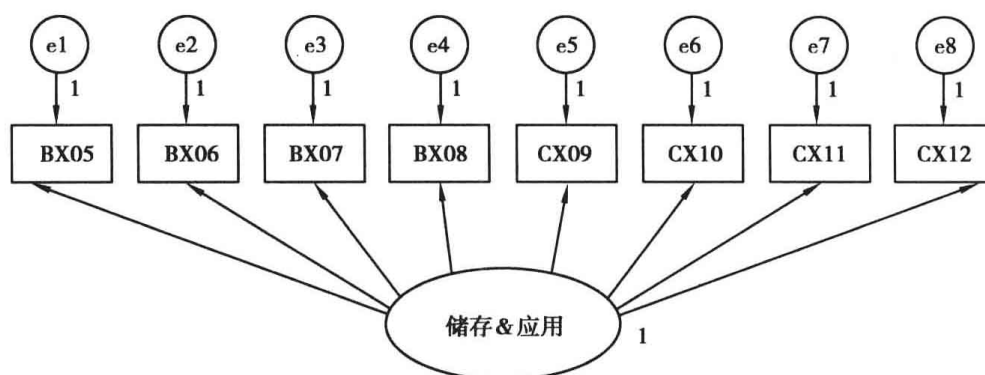 e1 e2 e3 e4 e5 e6 e7 e8
1 1 1 1 1 1 1 1
BX05 BX06 BX07 BX08 CX09 CX10 CX11 CX12
储存&应用
1